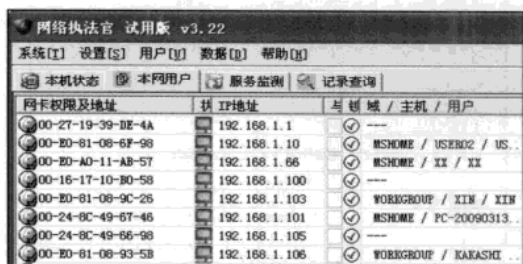 网络执法官 试用版 v3.22
系统[I] 设置[S] 用户[U] 数据[D] 帮助[H]
本机状态 本网用户 服务监测 记录查询
网卡权限及地址 状 IP地址 与 锁 域 / 主机 / 用户
00-27-19-39-DE-4A 192.168.1.1 ---
00-E0-81-08-6F-98 192.168.1.10 MSHOME / USER02 / US..
00-E0-A0-11-AB-57 192.168.1.66 MSHOME / XX / XX
00-16-17-10-B0-58 192.168.1.100 ---
00-E0-81-08-9C-26 192.168.1.103 WORKGROUP / XIN / XIN
00-24-8C-49-67-46 192.168.1.101 MSHOME / PC-20090313..
00-24-8C-49-66-98 192.168.1.105 ---
00-E0-81-08-93-5B 192.168.1.106 WORKGROUP / KAKASHI ..